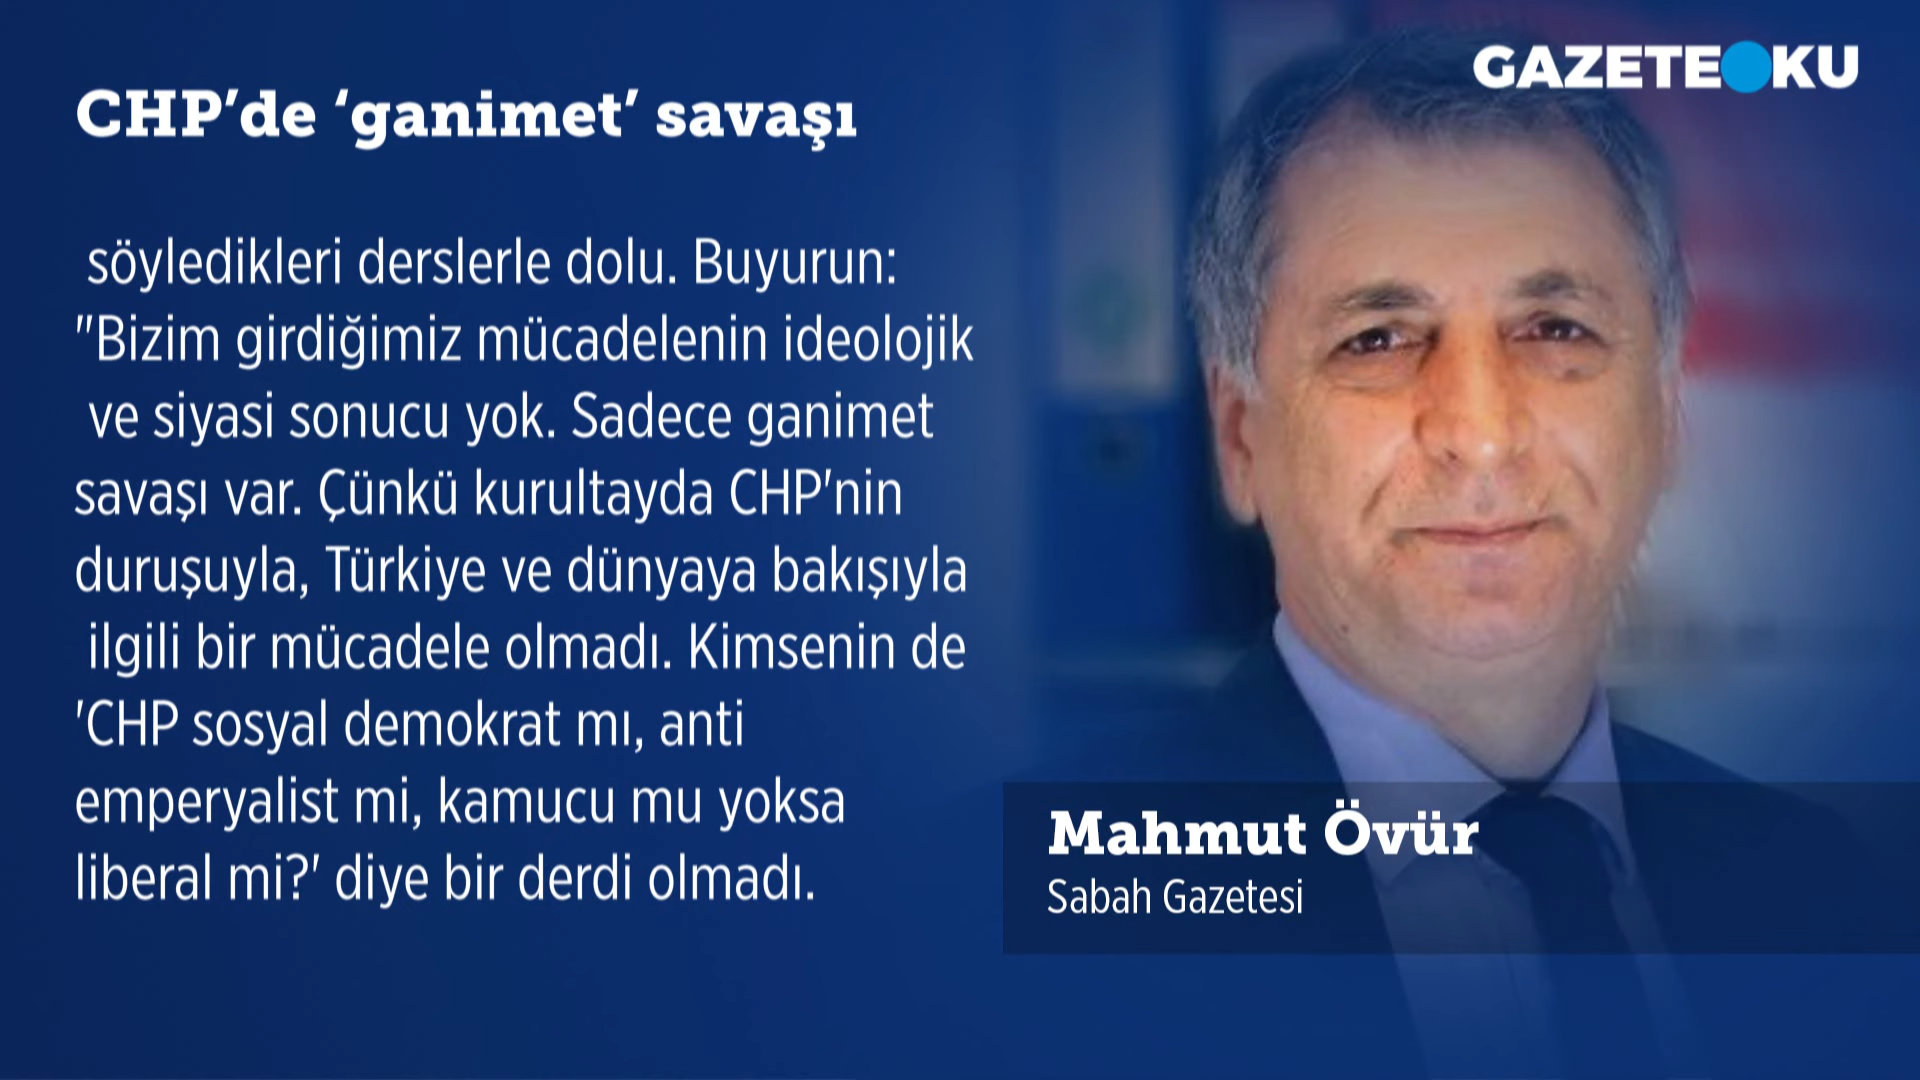 GAZETEOKU
CHP’de ‘ganimet’ savaşı
söyledikleri derslerle dolu. Buyurun:
"Bizim girdiğimiz mücadelenin ideolojik
ve siyasi sonucu yok. Sadece ganimet
savaşı var. Çünkü kurultayda CHP'nin
duruşuyla, Türkiye ve dünyaya bakışıyla
ilgili bir mücadele olmadı. Kimsenin de
'CHP sosyal demokrat mı, anti
emperyalist mi, kamucu mu yoksa
liberal mi?' diye bir derdi olmadı.
Mahmut Övür
Sabah Gazetesi